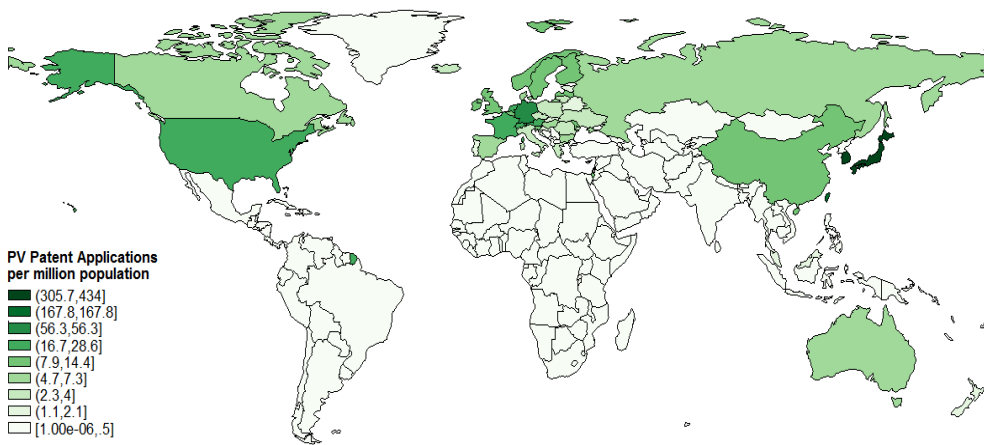 PV Patent Applications
per million population
(305.7,434]
(167.8,167.8]
(56.3,56.3]
(16.7,28.6]
(7.9,14.4]
(4.7,7.3]
(2.3,4]
(1.1,2.1]
[1.00e-06,.5]